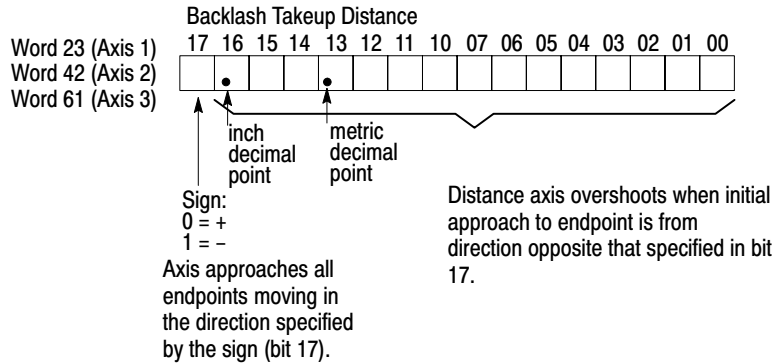 Backlash Takeup Distance
Word 23 (Axis 1)
Word 42 (Axis 2)
Word 61 (Axis 3)
17 16 15 14 13 12 11 10 07 06 05 04 03 02 01 00
inch
decimal
point
metric
decimal
point
Sign:
0 = +
1 = –
Axis approaches all
endpoints moving in
the direction specified
by the sign (bit 17).
Distance axis overshoots when initial
approach to endpoint is from
direction opposite that specified in bit
17.